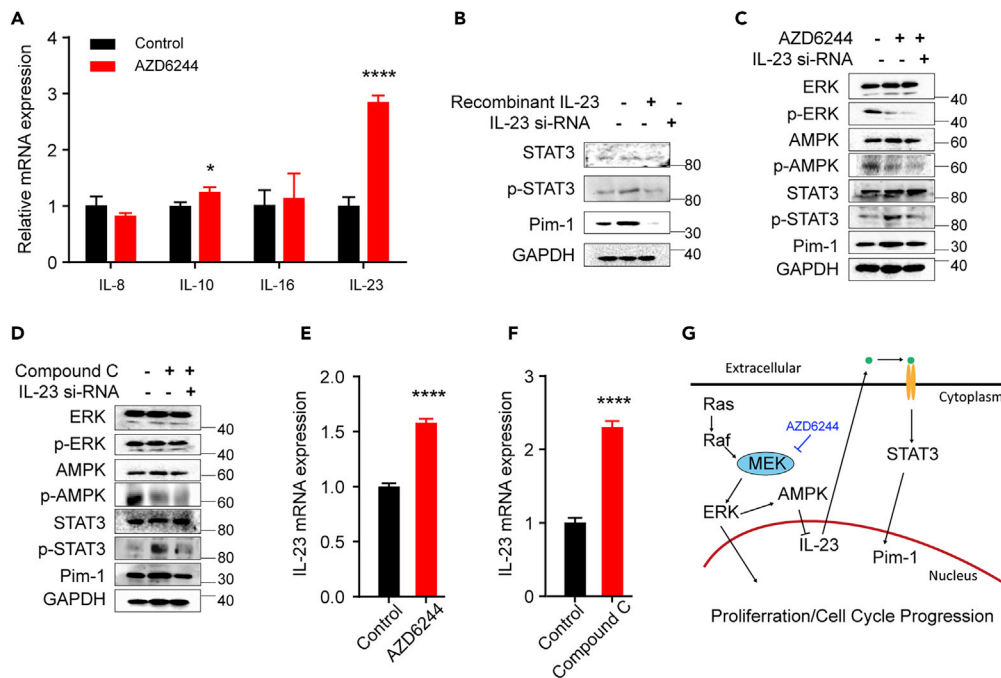 A
Relative mRNA expression
4
3
2
1
0
Control
AZD6244
*
****
IL-8
IL-10
IL-16
IL-23
B
Recombinant IL-23 - + -
IL-23 si-RNA - - +
STAT3
80
p-STAT3
80
Pim-1
30
GAPDH
40
C
AZD6244 - + +
IL-23 si-RNA - - +
ERK
40
p-ERK
40
AMPK
60
p-AMPK
60
STAT3
80
p-STAT3
80
Pim-1
30
GAPDH
40
D
Compound C - + +
IL-23 si-RNA - - +
ERK
40
p-ERK
40
AMPK
60
p-AMPK
60
STAT3
80
p-STAT3
80
Pim-1
30
GAPDH
40
E
IL-23 mRNA expression
2.0
1.5
1.0
0.5
0.0
****
Control
AZD6244
F
IL-23 mRNA expression
3
2
1
0
****
Control
Compound C
G
Extracellular
Cytoplasm
Ras
Raf
AZD6244
MEK
STAT3
AMPK
ERK
IL-23
Pim-1
Nucleus
Proliferation/Cell Cycle Progression